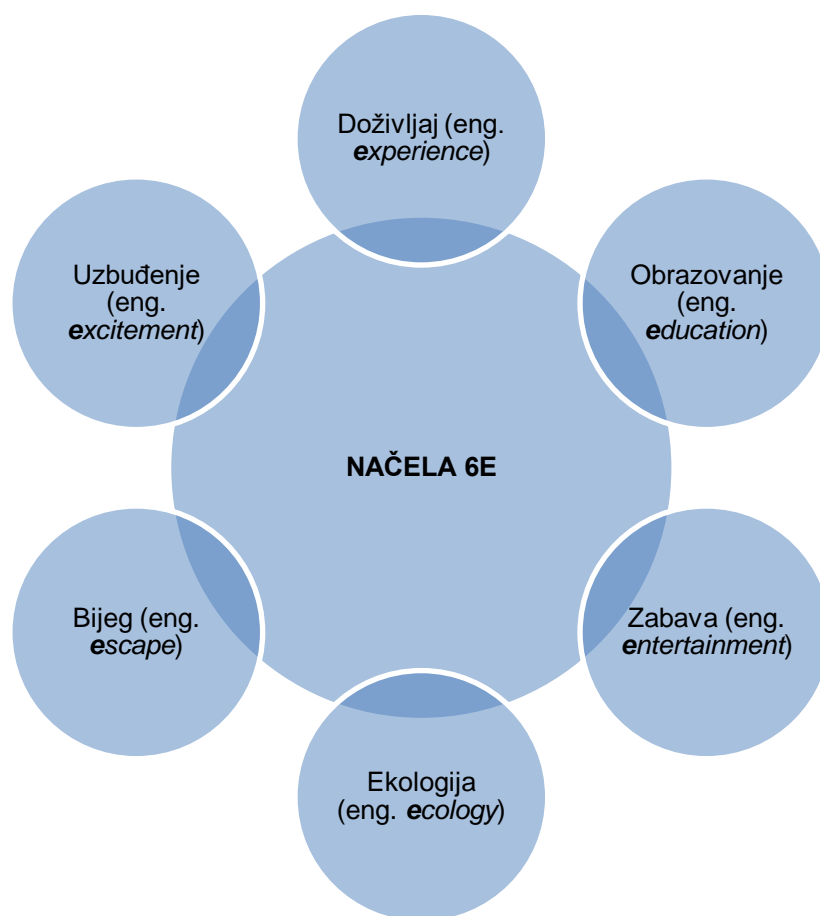 Doživljaj (eng.
experience)
Uzbuđenje
(eng.
excitement)
Obrazovanje
(eng.
education)
NAČELA 6E
Bijeg (eng.
escape)
Zabava (eng.
entertainment)
Ekologija
(eng. ecology)